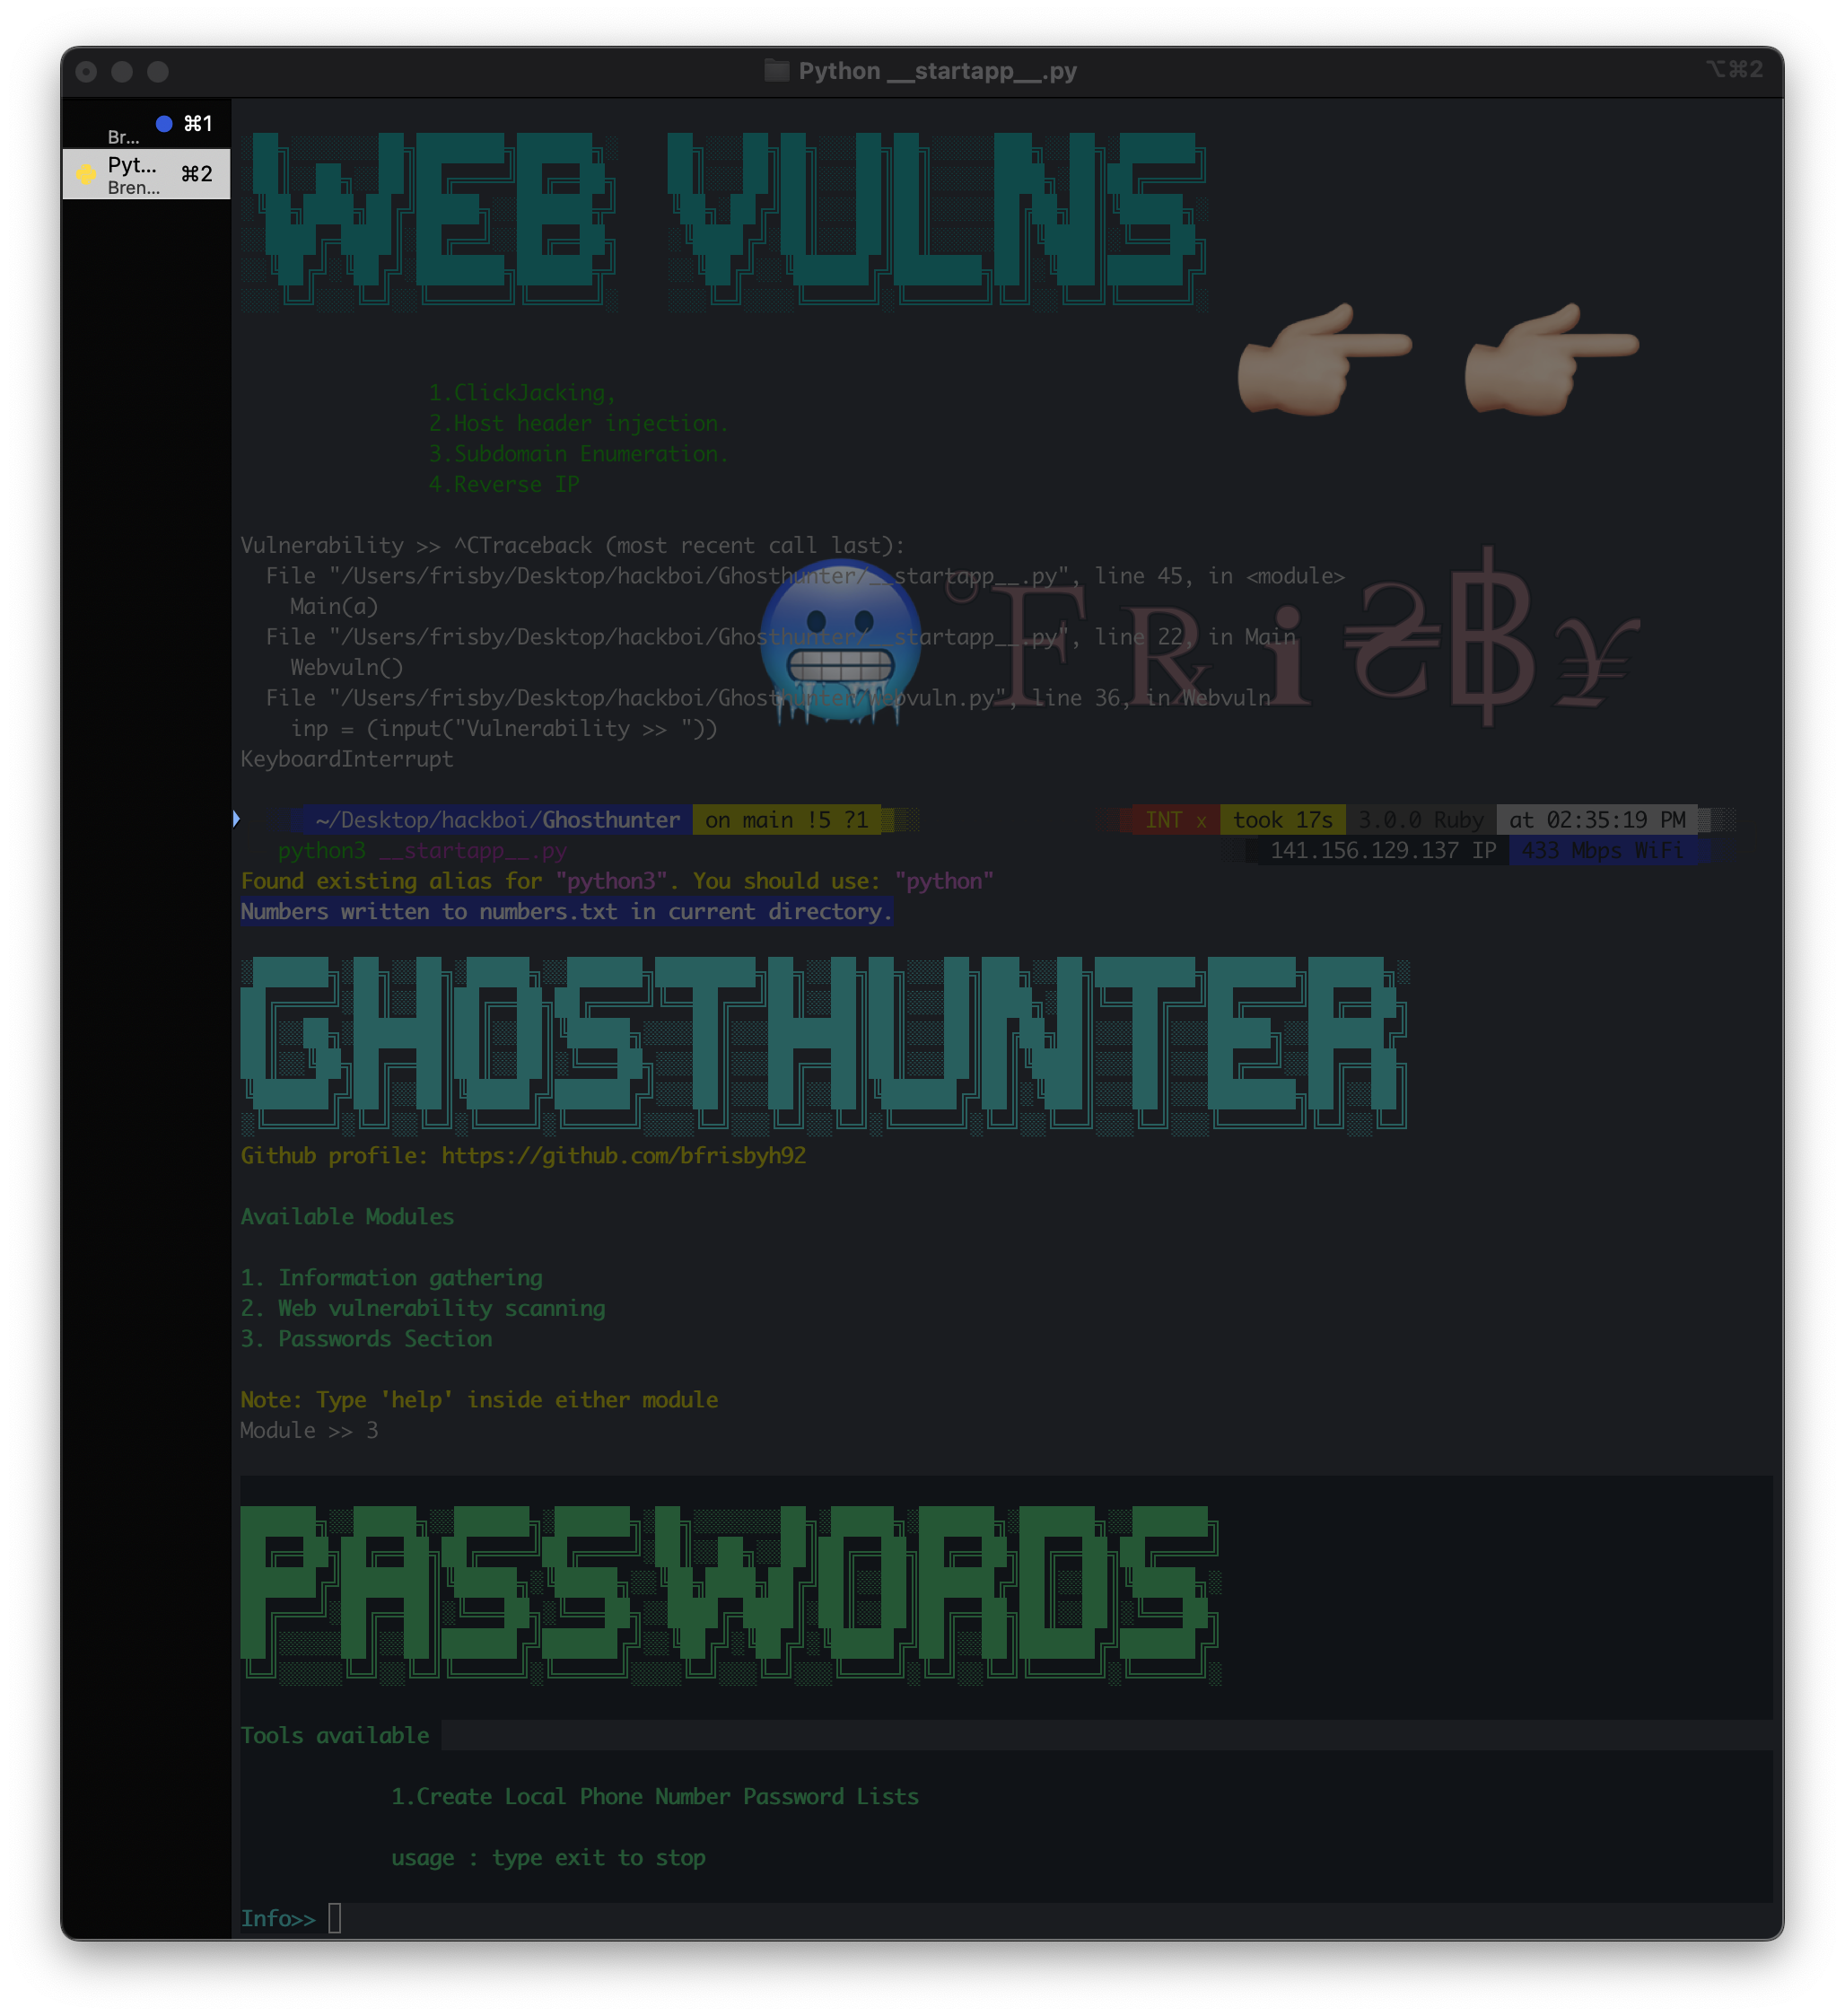 Python __startapp__.py
⌥⌘2
⌘1
Br...
Pyt...
⌘2
Bren...
WEB VULNS
1.ClickJacking,
2.Host header injection.
3.Subdomain Enumeration.
4.Reverse IP
Vulnerability >> ^CTraceback (most recent call last):
File "/Users/frisby/Desktop/hackboi/Ghosthunter/__startapp__.py", line 45, in <module>
Main(a)
File "/Users/frisby/Desktop/hackboi/Ghosthunter/__startapp__.py", line 22, in Main
Webvuln()
File "/Users/frisby/Desktop/hackboi/Ghosthunter/webvuln.py", line 36, in Webvuln
inp = (input("Vulnerability >> "))
KeyboardInterrupt
°Fʀi₴฿¥
~/Desktop/hackboi/Ghosthunter on main !5 ?1 INT x took 17s 3.0.0 Ruby at 02:35:19 PM
python3 __startapp__.py 141.156.129.137 IP 433 Mbps WiFi
Found existing alias for "python3". You should use: "python"
Numbers written to numbers.txt in current directory.
GHOSTHUNTER
Github profile: https://github.com/bfrisbyh92
Available Modules
1. Information gathering
2. Web vulnerability scanning
3. Passwords Section
Note: Type 'help' inside either module
Module >> 3
PASSWORDS
Tools available
1.Create Local Phone Number Password Lists
usage : type exit to stop
Info>>